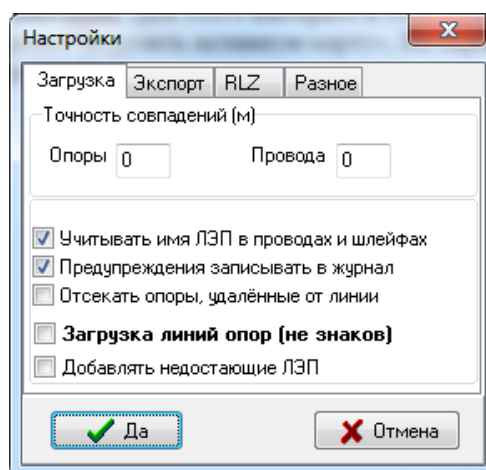 Настройки
Загрузка Экспорт RLZ Разное
Точность совпадений (м)
Опоры 0 Провода 0
Учитывать имя ЛЭП в проводах и шлейфах
Предупреждения записывать в журнал
Отсекать опоры, удалённые от линии
Загрузка линий опор (не знаков)
Добавлять недостающие ЛЭП
Да Отмена